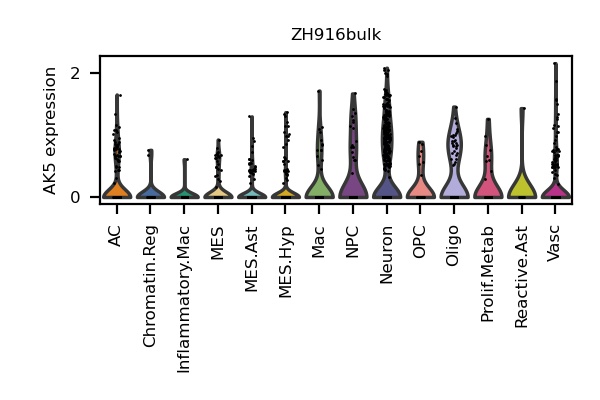 ZH916bulk
AK5 expression
2
0
AC
Chromatin.Reg
Inflammatory.Mac
MES
MES.Ast
MES.Hyp
Mac
NPC
Neuron
OPC
Oligo
Prolif.Metab
Reactive.Ast
Vasc